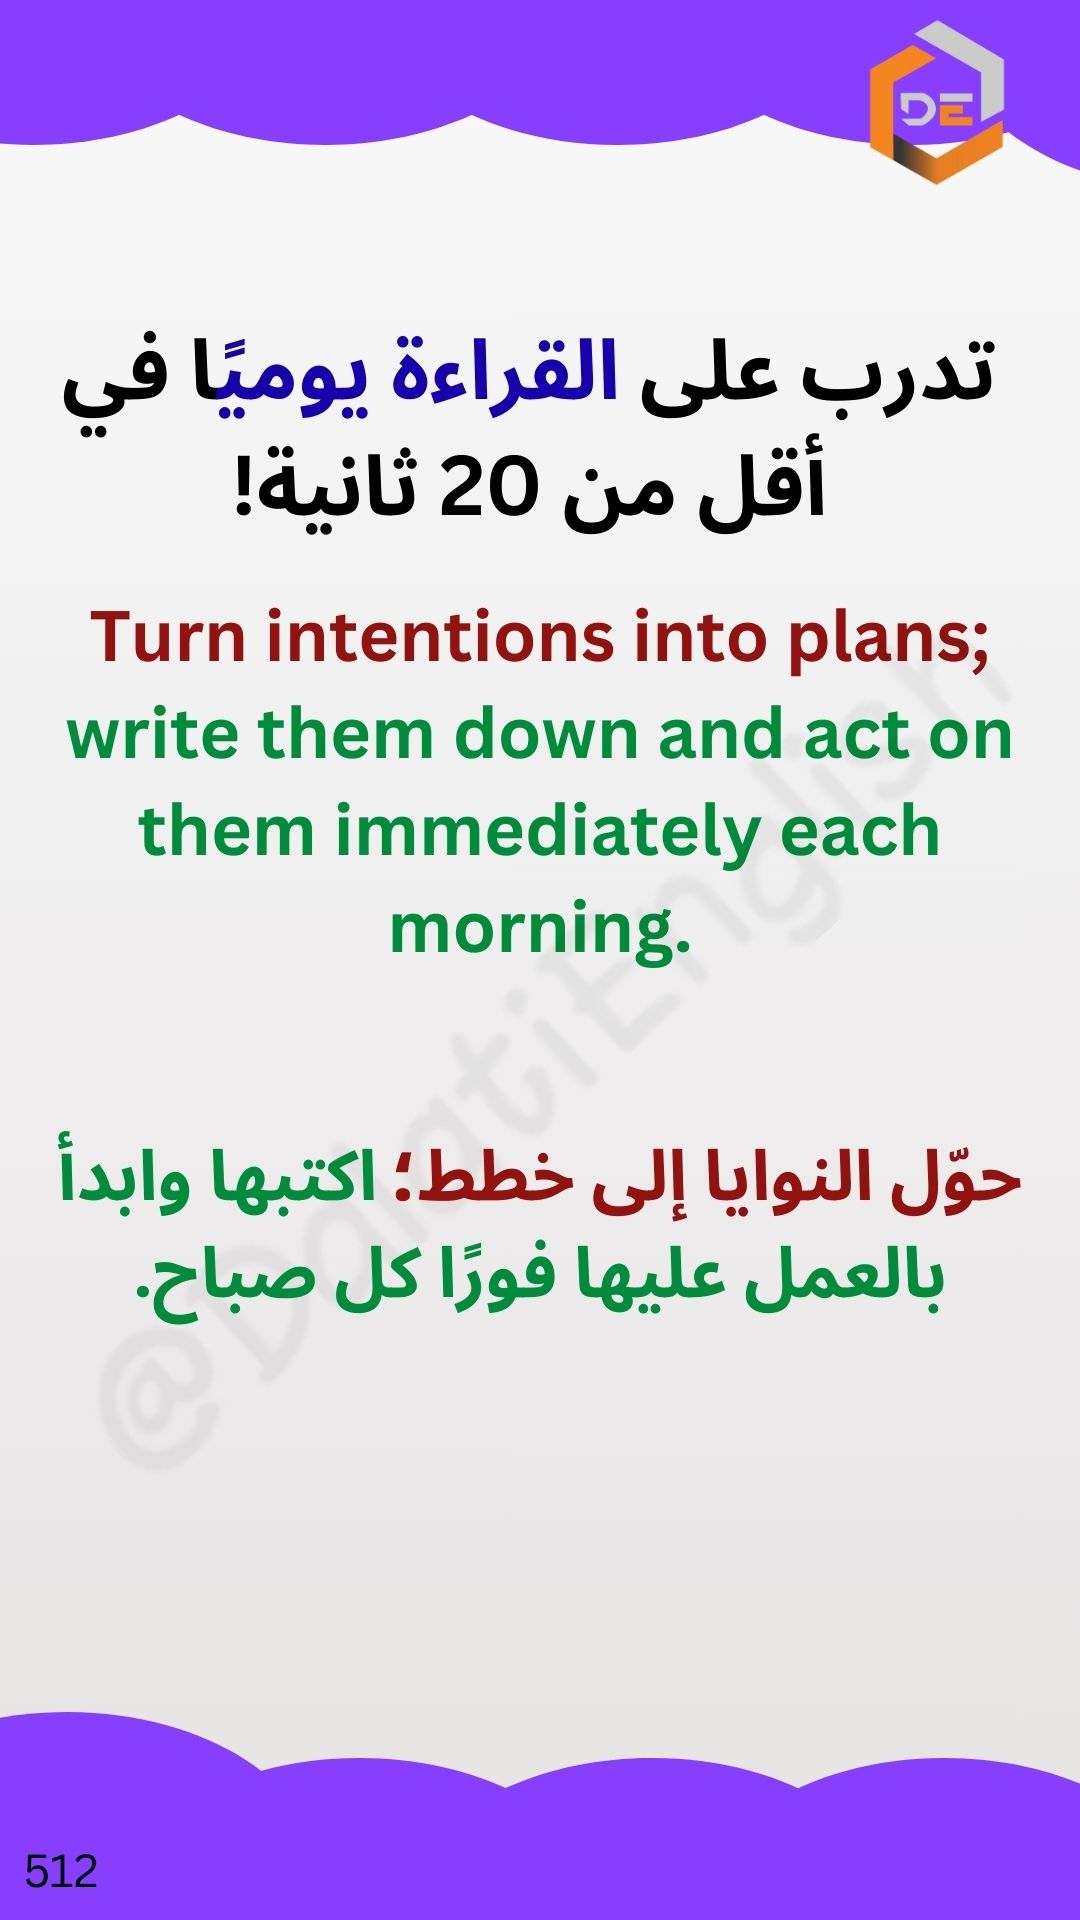 DE
تدرب على القراءة يوميًا في
أقل من 20 ثانية!
Turn intentions into plans;
write them down and act on
them immediately each
morning.
حوّل النوايا إلى خطط؛ اكتبها وابدأ
بالعمل عليها فورًا كل صباح.
@DalatiEnglish
512